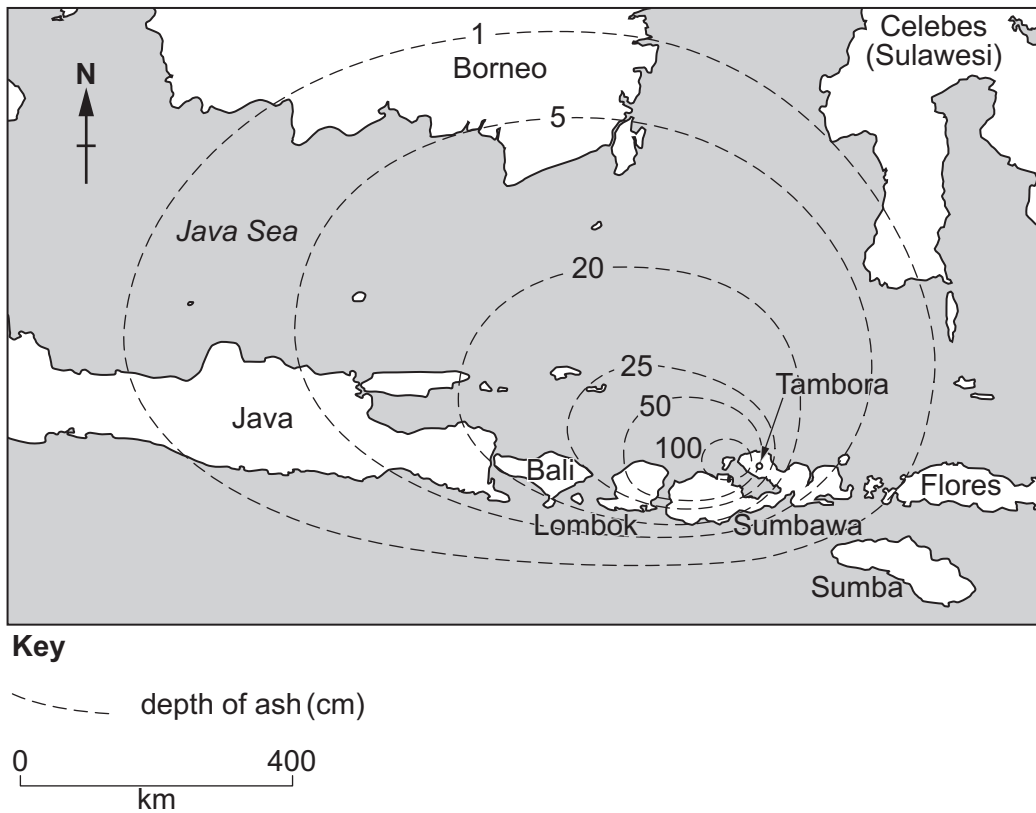 1
Borneo
Celebes
(Sulawesi)
N
5
Java Sea
20
25
Tambora
50
Java
100
Bali
Flores
Lombok
Sumbawa
Sumba
Key
depth of ash (cm)
0
400
km